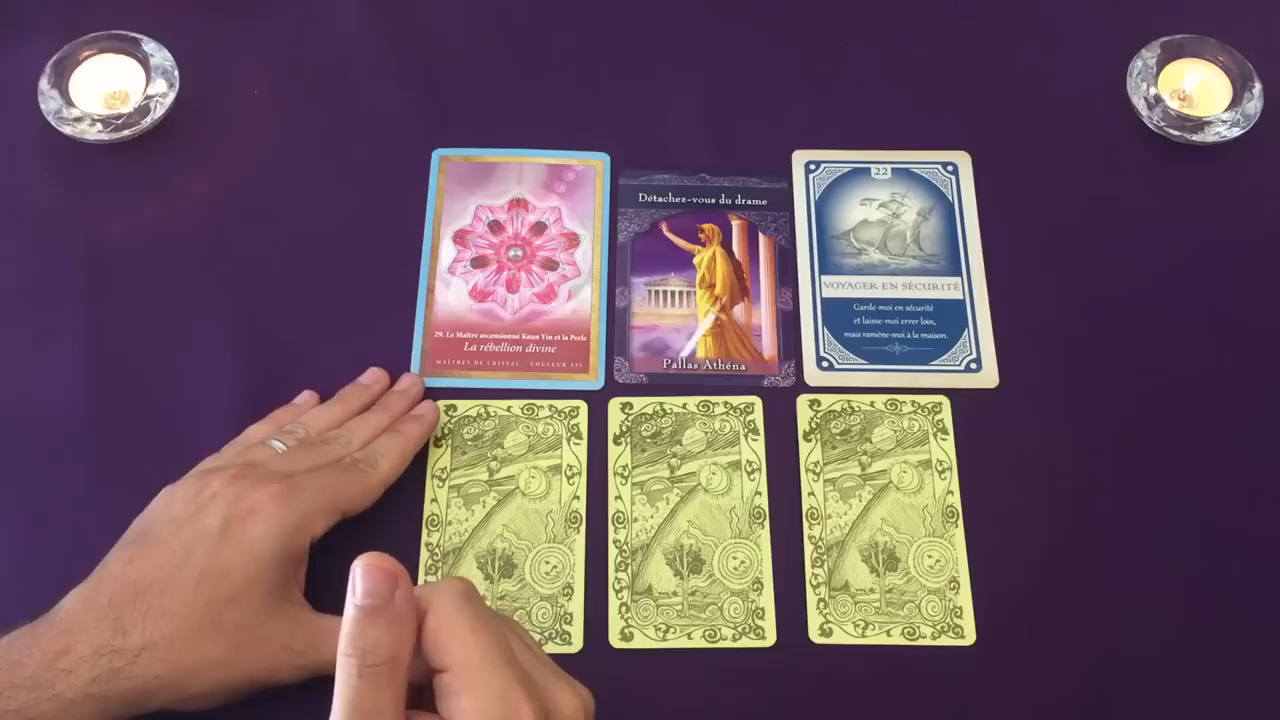 29. Le Maître ascensionné Kuan Yin et la Perle
La rébellion divine
MAÎTRES DE CRISTAL - COULEUR 333
Détachez-vous du drame
Pallas Athéna
22
VOYAGER EN SÉCURITÉ
Garde-moi en sécurité
et laisse-moi errer loin,
mais ramène-moi à la maison.